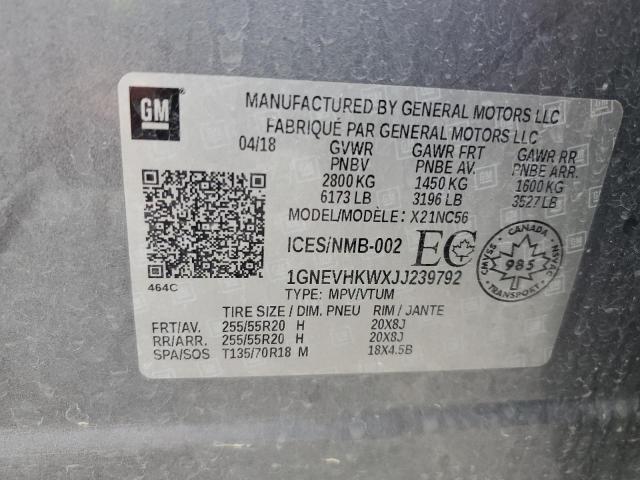 GM
MANUFACTURED BY GENERAL MOTORS LLC
FABRIQUÉ PAR GENERAL MOTORS LLC
04/18 GVWR GAWR FRT GAWR RR
PNBV PNBE AV. PNBE ARR.
2800 KG 1450 KG 1600 KG
6173 LB 3196 LB 3527 LB
MODEL/MODÈLE: X21NC56
ICES/NMB-002 EC
CANADA
985
CMVSS NSVAC
1GNEVHKWXJJ239792
464C
TYPE: MPV/VTUM
TIRE SIZE / DIM. PNEU RIM / JANTE
FRT/AV. 255/55R20 H 20X8J
RR/ARR. 255/55R20 H 20X8J
SPA/SOS T135/70R18 M 18X4.5B